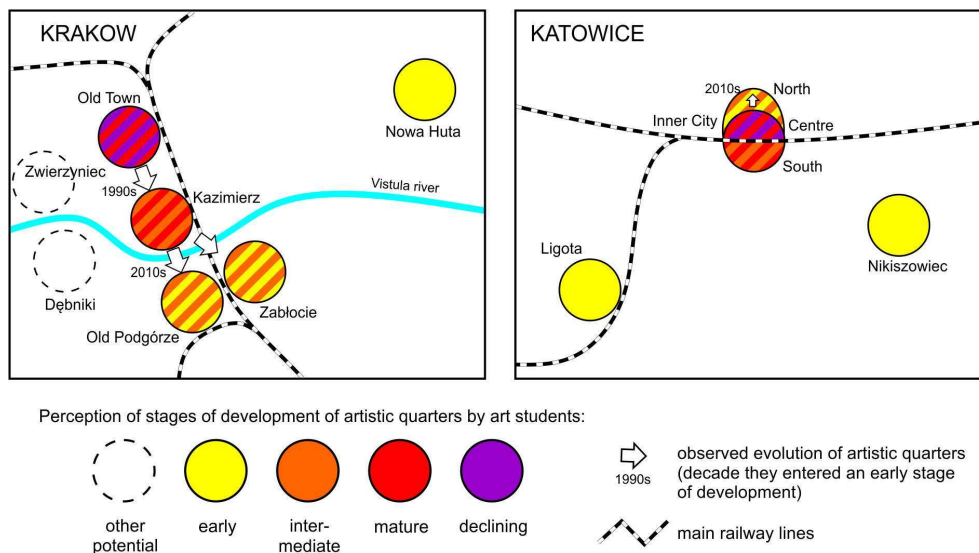 KRAKOW
Old Town
Nowa Huta
Zwierzyniec
1990s
Kazimierz
Vistula river
2010s
Dębniki
Zabłocie
Old Podgórze
KATOWICE
2010s
North
Inner City
Centre
South
Ligota
Nikiszowiec
Perception of stages of development of artistic quarters by art students:
other
potential
early
inter-
mediate
mature
declining
1990s
observed evolution of artistic quarters
(decade they entered an early stage
of development)
main railway lines